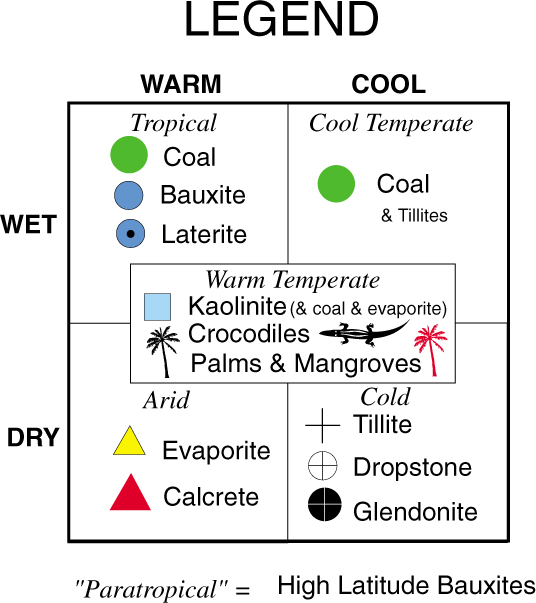 LEGEND
WARM COOL
WET
Tropical
Coal
Bauxite
Laterite
Cool Temperate
Coal
& Tillites
Warm Temperate
Kaolinite (& coal & evaporite)
Crocodiles
Palms & Mangroves
DRY
Arid
Evaporite
Calcrete
Cold
Tillite
Dropstone
Glendonite
"Paratropical" = High Latitude Bauxites